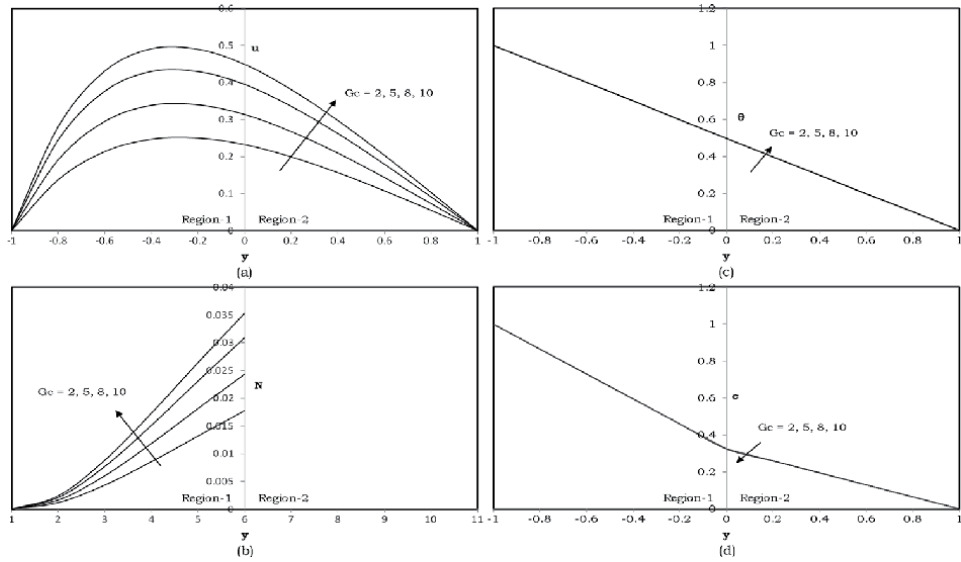 0.6
0.5
0.4
0.3
0.2
0.1
0
u
Gc = 2, 5, 8, 10
Region-1 Region-2
-1 -0.8 -0.6 -0.4 -0.2 0 0.2 0.4 0.6 0.8 1
y
(a)
1.2
1
0.8
0.6
0.4
0.2
0
θ
Gc = 2, 5, 8, 10
Region-1 Region-2
-1 -0.8 -0.6 -0.4 -0.2 0 0.2 0.4 0.6 0.8 1
y
(c)
0.04
0.035
0.03
0.025
0.02
0.015
0.01
0.005
0
N
Gc = 2, 5, 8, 10
Region-1 Region-2
1 2 3 4 5 6 7 8 9 10 11
y
(b)
1.2
1
0.8
0.6
0.4
0.2
0
c
Gc = 2, 5, 8, 10
Region-1 Region-2
-1 -0.8 -0.6 -0.4 -0.2 0 0.2 0.4 0.6 0.8 1
y
(d)